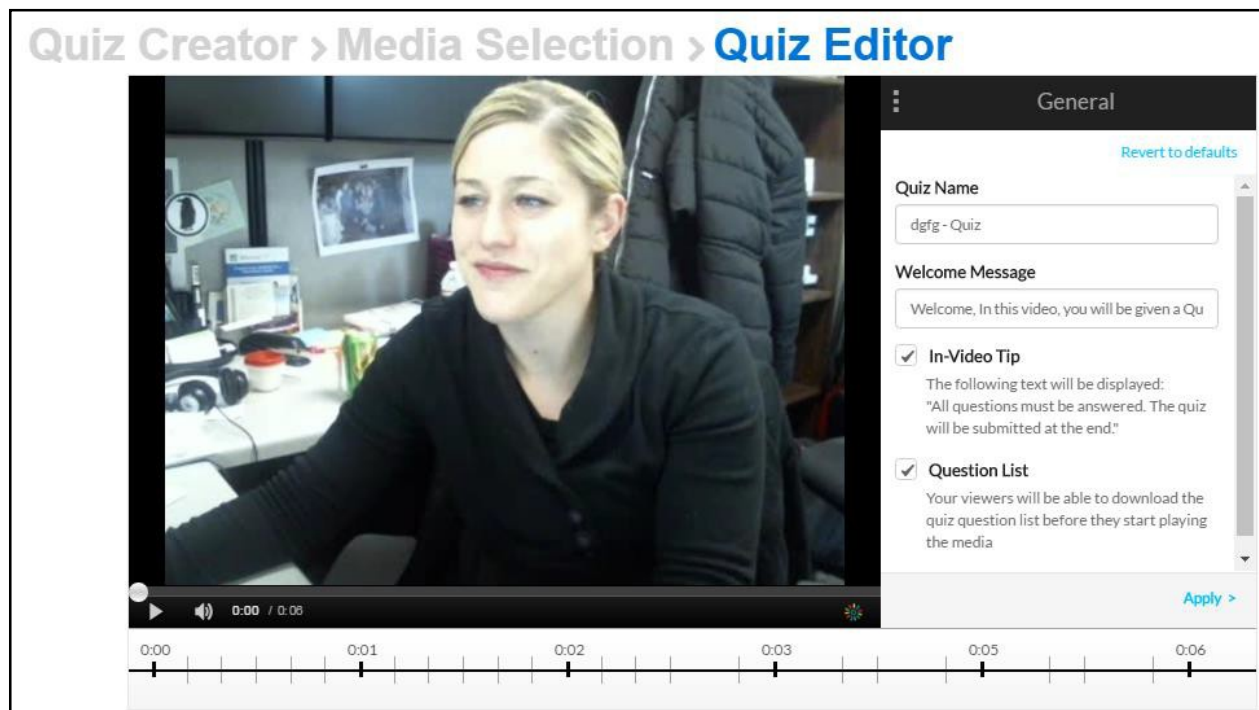 Quiz Creator > Media Selection > Quiz Editor
General
Revert to defaults
Quiz Name
dgfg - Quiz
Welcome Message
Welcome, In this video, you will be given a Qu
In-Video Tip
The following text will be displayed:
"All questions must be answered. The quiz
will be submitted at the end."
Question List
Your viewers will be able to download the
quiz question list before they start playing
the media
Apply >
0:00 / 0:06
0:00 0:01 0:02 0:03 0:05 0:06